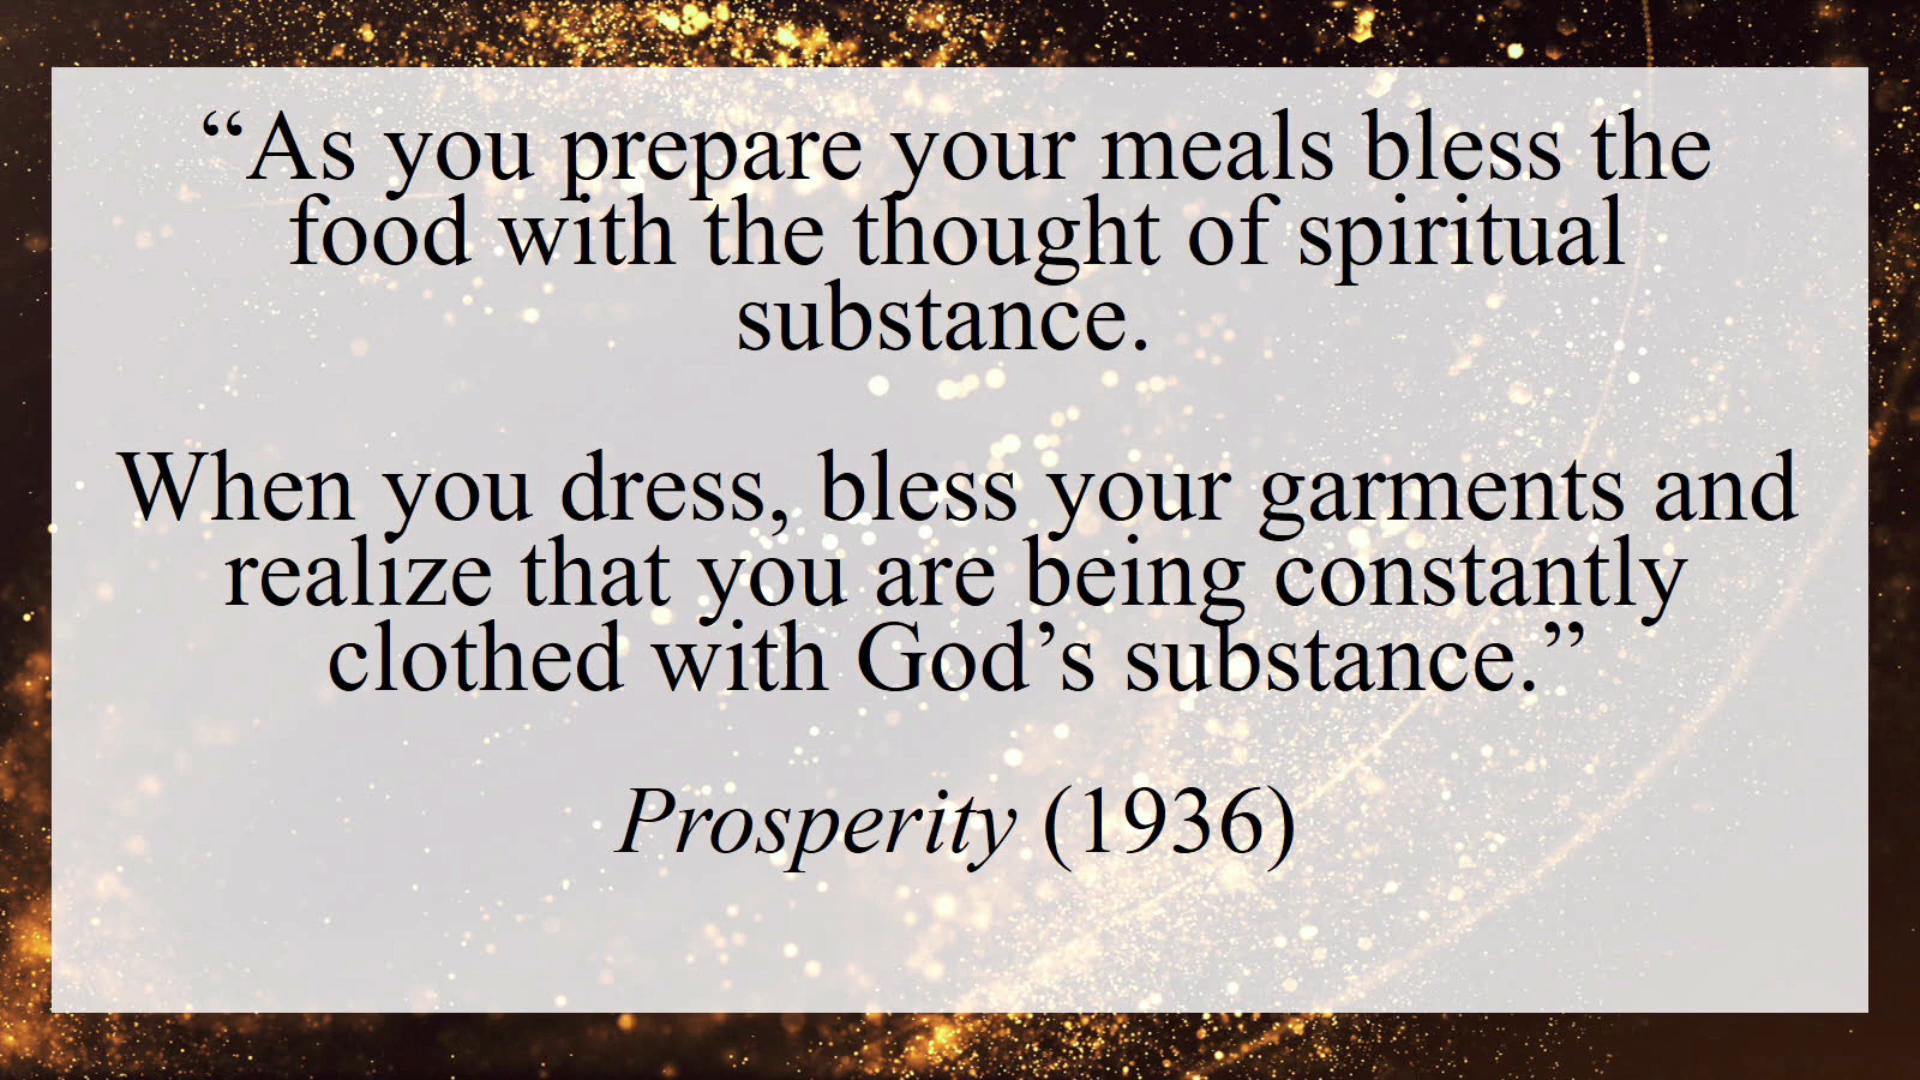 “As you prepare your meals bless the
food with the thought of spiritual
substance.
When you dress, bless your garments and
realize that you are being constantly
clothed with God’s substance.”
Prosperity (1936)